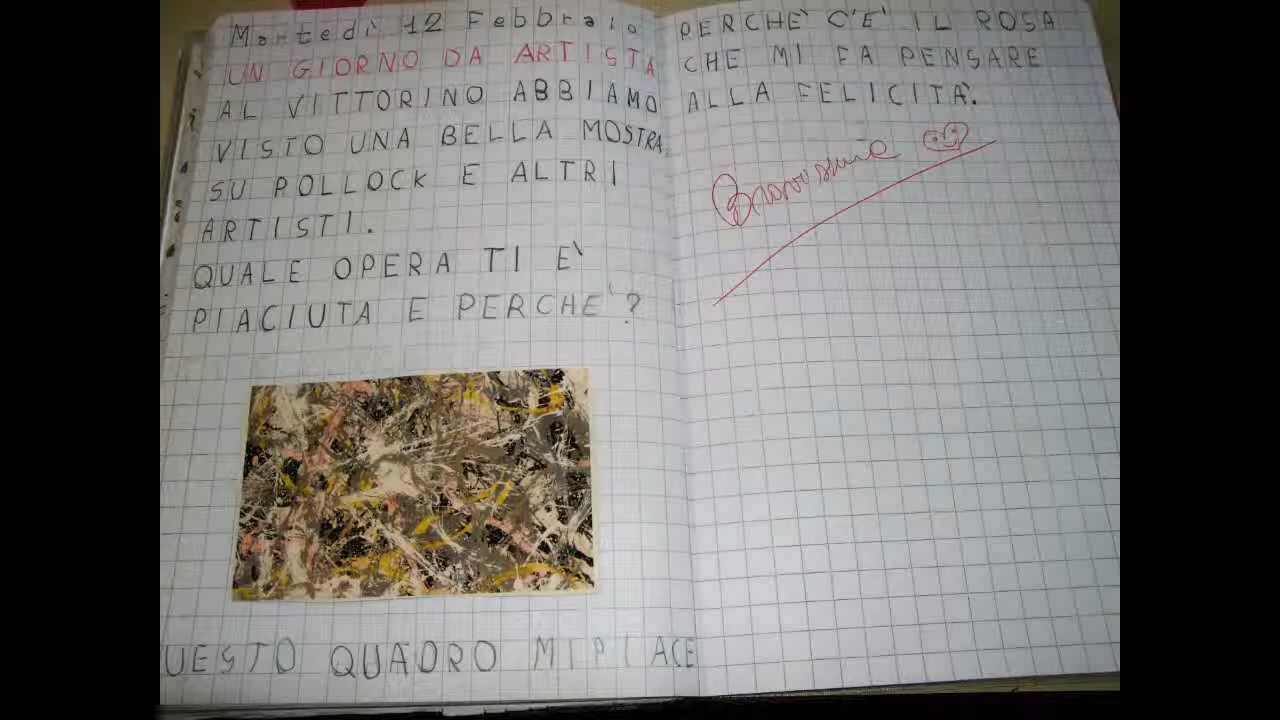 Martedì 12 Febbraio
UN GIORNO DA ARTISTA
AL VITTORINO ABBIAMO
VISTO UNA BELLA MOSTRA
SU POLLOCK E ALTRI
ARTISTI.
QUALE OPERA TI E'
PIACIUTA E PERCHE'?
UESTO QUADRO MI PIACE
PERCHE' C'E' IL ROSA
CHE MI FA PENSARE
ALLA FELICITÀ.
Bravissima